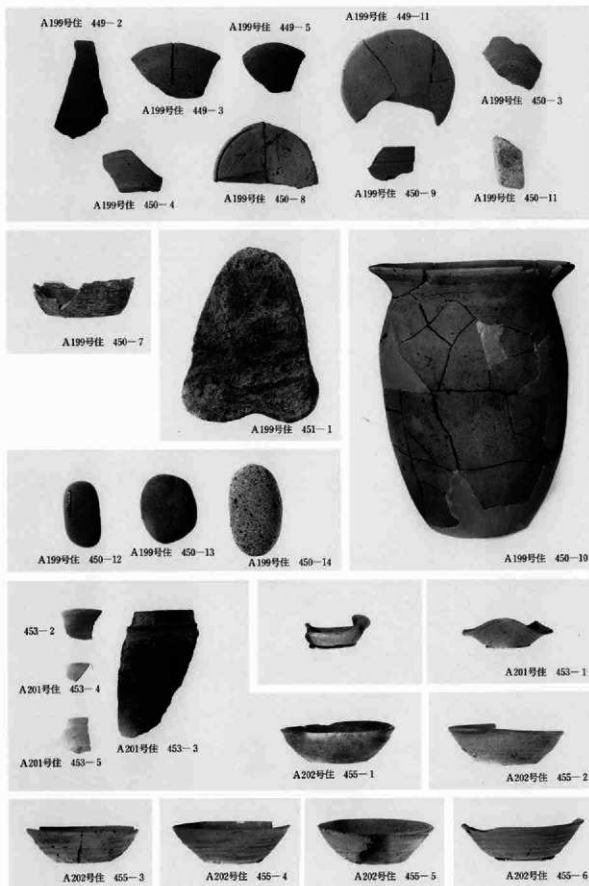 A199号住 449-2
A199号住 449-5
A199号住 449-11
A199号住 449-3
A199号住 450-3
A199号住 450-4
A199号住 450-8
A199号住 450-9
A199号住 450-11
A199号住 450-7
A199号住 451-1
A199号住 450-10
A199号住 450-12
A199号住 450-13
A199号住 450-14
453-2
A201号住 453-4
A201号住 453-5
A201号住 453-3
A201号住 453-1
A202号住 455-1
A202号住 455-2
A202号住 455-3
A202号住 455-4
A202号住 455-5
A202号住 455-6